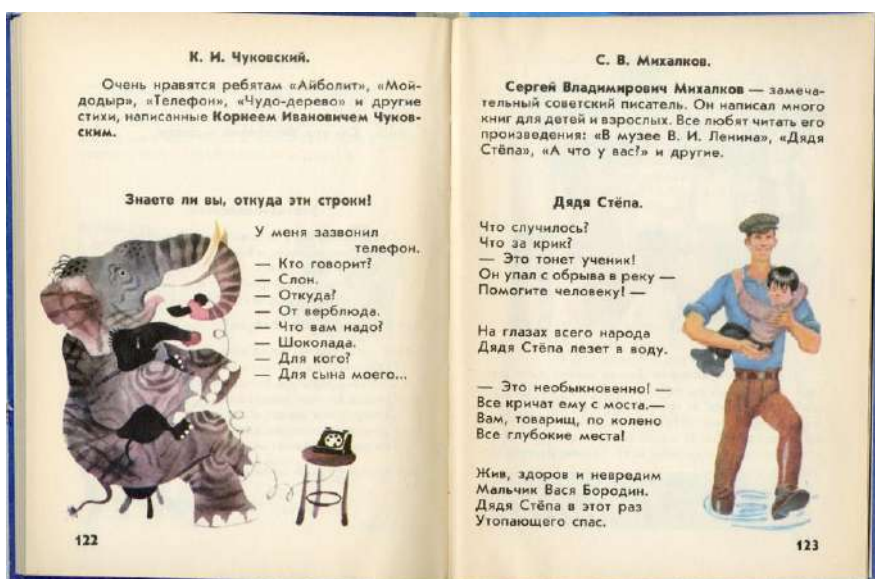 К. И. Чуковский.
Очень нравятся ребятам «Айболит», «Мой-
додыр», «Телефон», «Чудо-дерево» и другие
стихи, написанные Корнеем Ивановичем Чуков-
ским.
Знаете ли вы, откуда эти строки!
У меня зазвонил
телефон.
— Кто говорит?
— Слон.
— Откуда?
— От верблюда.
— Что вам надо?
— Шоколада.
— Для кого?
— Для сына моего...
122
С. В. Михалков.
Сергей Владимирович Михалков — замеча-
тельный советский писатель. Он написал много
книг для детей и взрослых. Все любят читать его
произведения: «В музее В. И. Ленина», «Дядя
Стёпа», «А что у вас?» и другие.
Дядя Стёпа.
Что случилось?
Что за крик?
— Это тонет ученик!
Он упал с обрыва в реку —
Помогите человеку! —
На глазах всего народа
Дядя Стёпа лезет в воду.
— Это необыкновенно! —
Все кричат ему с моста.—
Вам, товарищ, по колено
Все глубокие места!
Жив, здоров и невредим
Мальчик Вася Бородин.
Дядя Стёпа в этот раз
Утопающего спас.
123